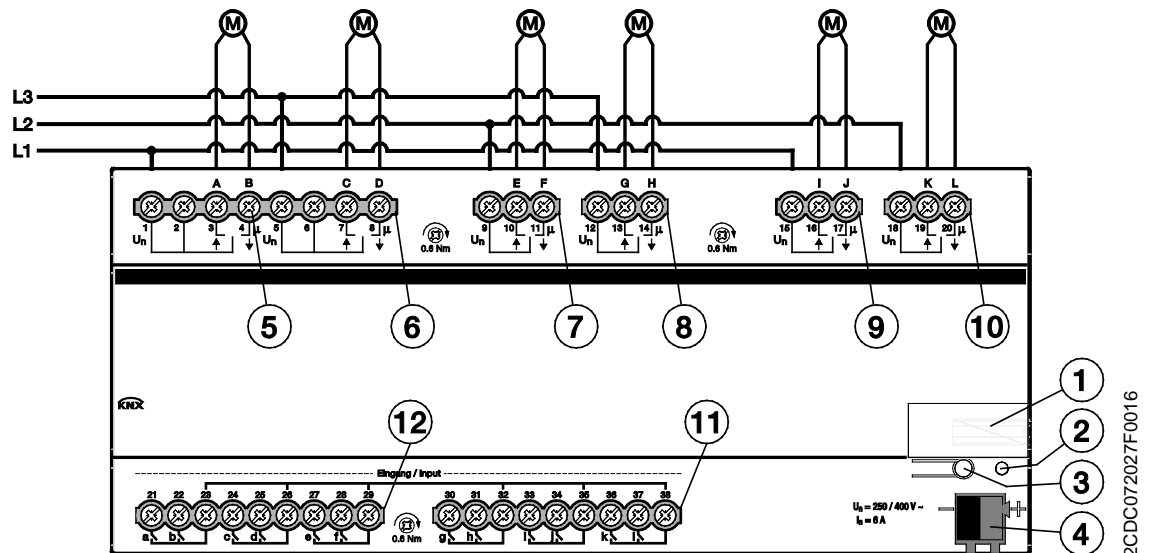 M M M M M M
L3
L2
L1
A B C D E F G H I J K L
1 2 3 4 5 6 7 8 9 10 11 12 13 14 15 16 17 18 19 20
Un μ Un μ Un μ Un μ Un μ Un μ
0.6 Nm 0.6 Nm
5 6 7 8 9 10
KNX
1
2
3
4
12 11
Eingang / Input
21 22 23 24 25 26 27 28 29 30 31 32 33 34 35 36 37 38
a b c d e f g h i j k l
0.6 Nm
Un = 250 / 400 V ~
In = 6 A
2CDC072027F0016